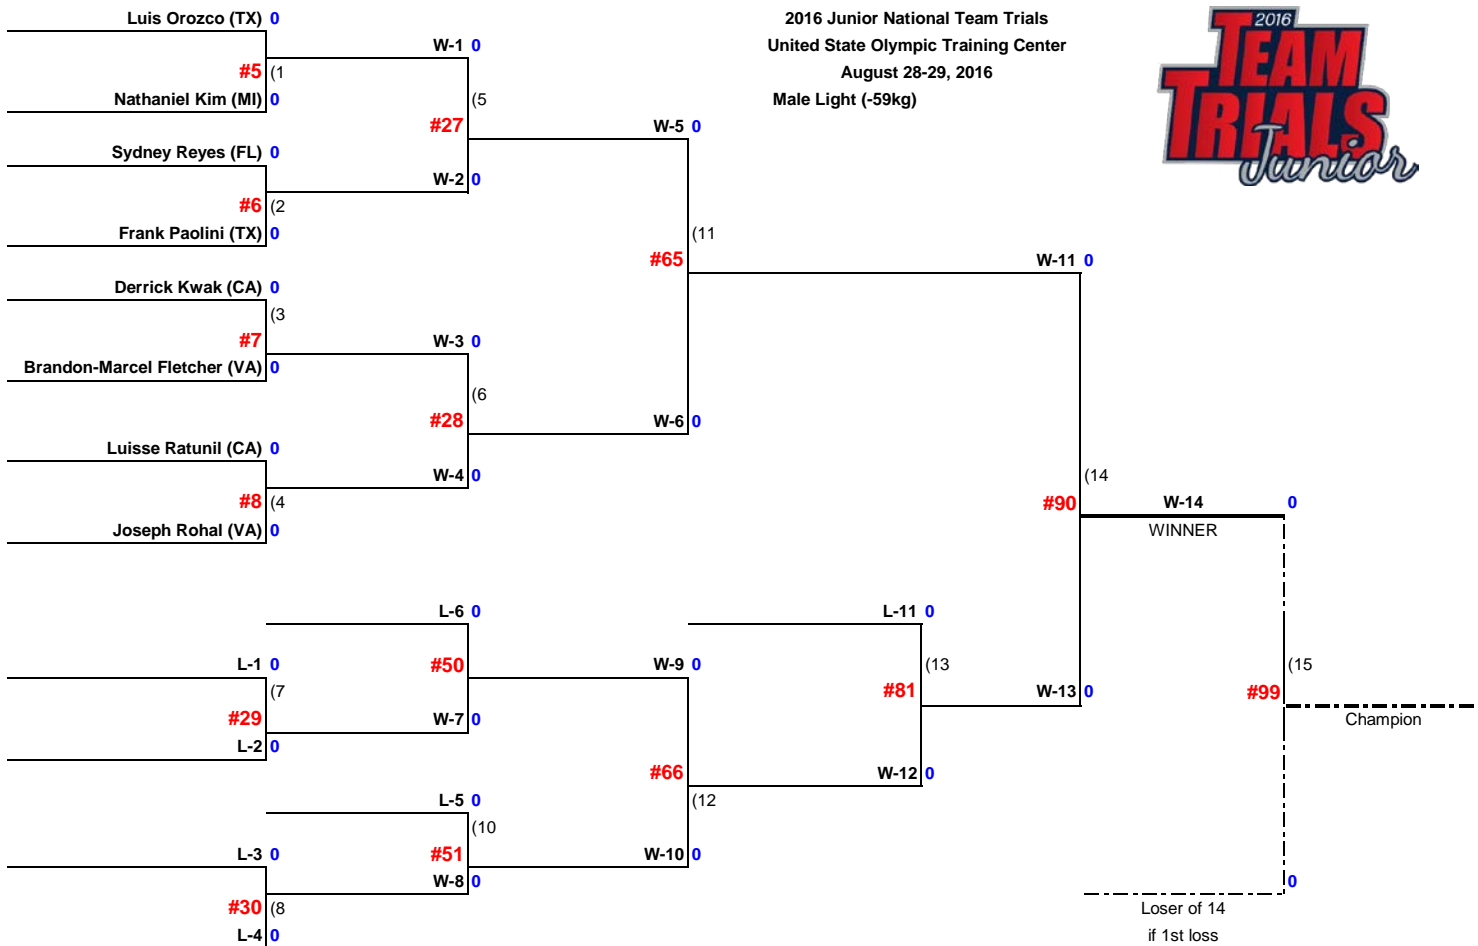 Luis Orozco (TX) 0
2016 Junior National Team Trials
2016
W-1 0
United State Olympic Training Center
TEAM
#5 (1
August 28-29, 2016
TRIALS
Nathaniel Kim (MI) 0
(5
Male Light (-59kg)
Junior
#27
W-5 0
Sydney Reyes (FL) 0
W-2 0
#6 (2
Frank Paolini (TX) 0
(11
#65
W-11 0
Derrick Kwak (CA) 0
(3
#7
W-3 0
Brandon-Marcel Fletcher (VA) 0
(6
#28
W-6 0
Luisse Ratunil (CA) 0
W-4 0
(14
#8 (4
#90
W-14 0
Joseph Rohal (VA) 0
WINNER
L-6 0
L-11 0
L-1 0
#50
W-9 0
(13
(15
(7
#81
W-13 0
#99
#29
W-7 0
Champion
L-2 0
#66
W-12 0
L-5 0
(12
(10
L-3 0
#51
W-10 0
W-8 0
0
#30 (8
Loser of 14
L-4 0
if 1st loss